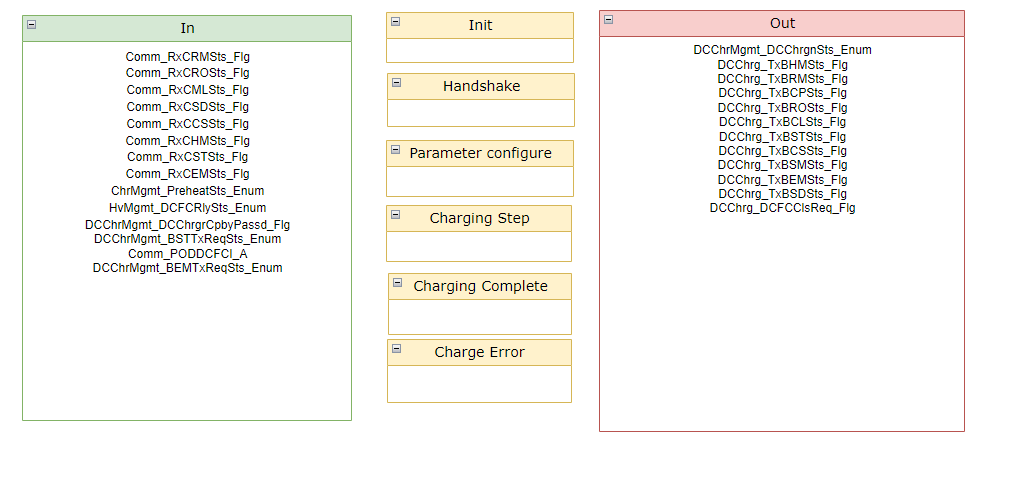 In
Comm_RxCRMSts_Flg
Comm_RxCROSts_Flg
Comm_RxCMLSts_Flg
Comm_RxCSDSts_Flg
Comm_RxCCSSts_Flg
Comm_RxCHMSts_Flg
Comm_RxCSTSts_Flg
Comm_RxCEMSts_Flg
ChrMgmt_PreheatSts_Enum
HvMgmt_DCFCRlySts_Enum
DCChrMgmt_DCChrgrCpbyPassd_Flg
DCChrMgmt_BSTTxReqSts_Enum
Comm_PODDCFCI_A
DCChrMgmt_BEMTxReqSts_Enum
Init
Handshake
Parameter configure
Charging Step
Charging Complete
Charge Error
Out
DCChrMgmt_DCChrgnSts_Enum
DCChrg_TxBHMSts_Flg
DCChrg_TxBRMSts_Flg
DCChrg_TxBCPSts_Flg
DCChrg_TxBROSts_Flg
DCChrg_TxBCLSts_Flg
DCChrg_TxBSTSts_Flg
DCChrg_TxBCSSts_Flg
DCChrg_TxBSMSts_Flg
DCChrg_TxBEMSts_Flg
DCChrg_TxBSDSts_Flg
DCChrg_DCFCClsReq_Flg